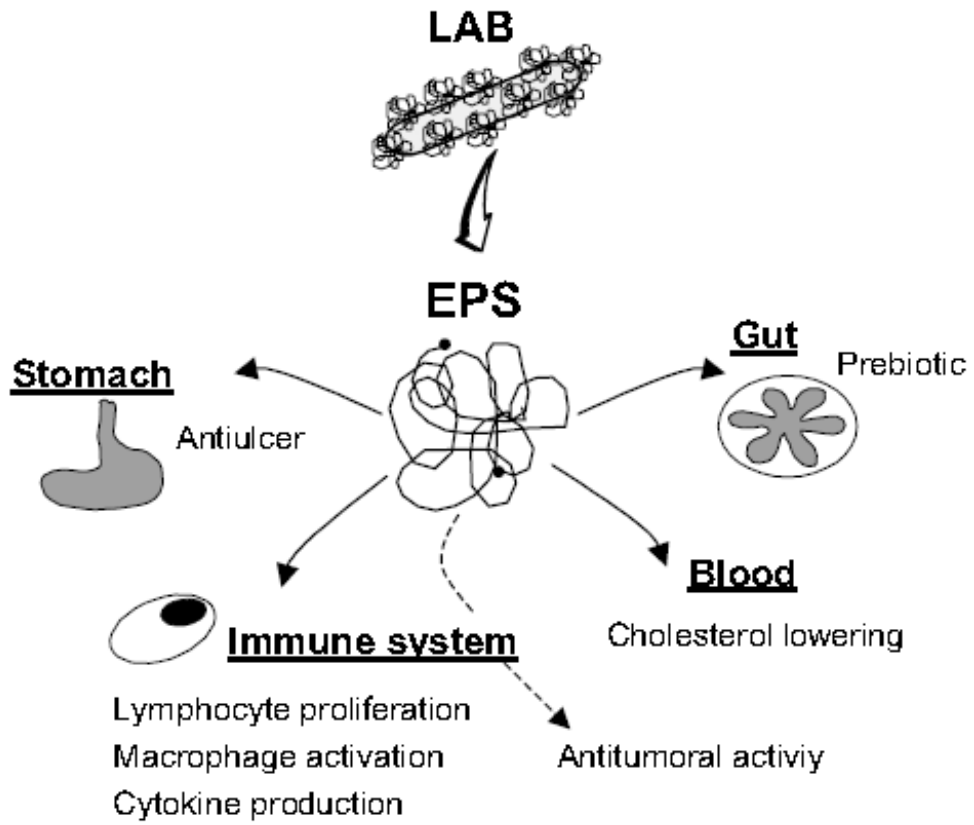 LAB
EPS
Gut
Prebiotic
Stomach
Antiulcer
Blood
Cholesterol lowering
Immune system
Lymphocyte proliferation
Macrophage activation
Cytokine production
Antitumoral activiy